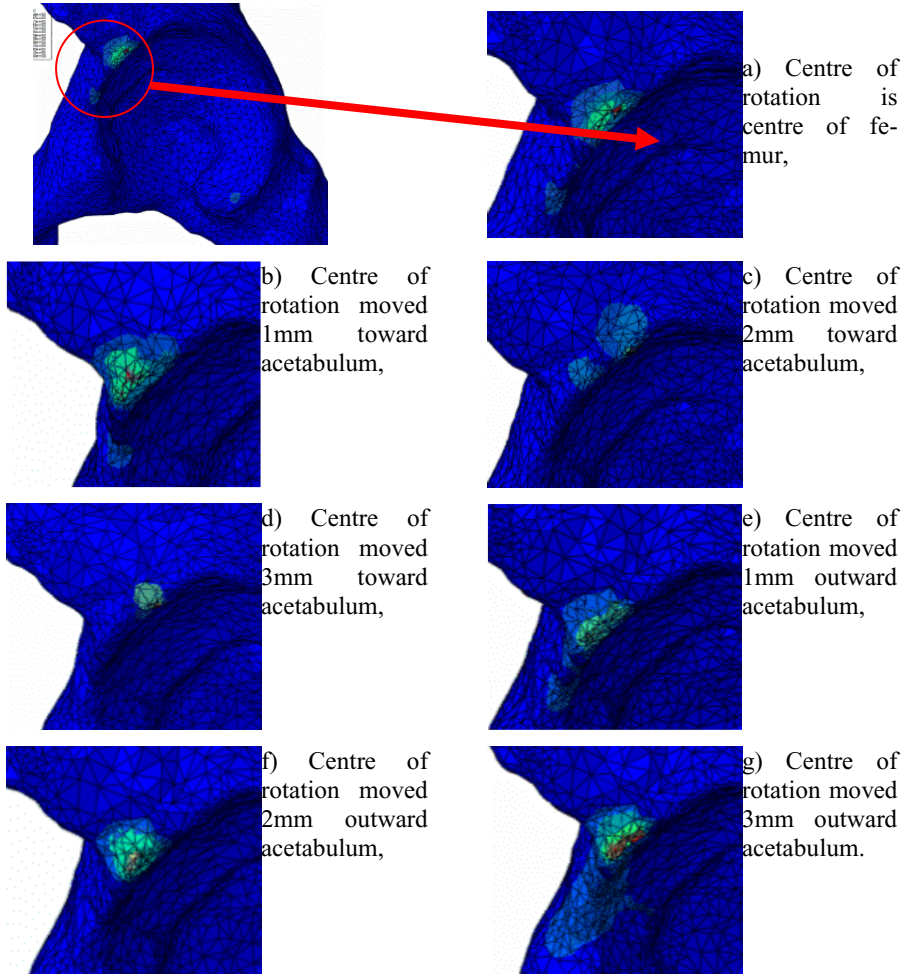 a) Centre of
rotation is
centre of fe-
mur,
b) Centre of
rotation moved
1mm toward
acetabulum,
c) Centre of
rotation moved
2mm toward
acetabulum,
d) Centre of
rotation moved
3mm toward
acetabulum,
e) Centre of
rotation moved
1mm outward
acetabulum,
f) Centre of
rotation moved
2mm outward
acetabulum,
g) Centre of
rotation moved
3mm outward
acetabulum.